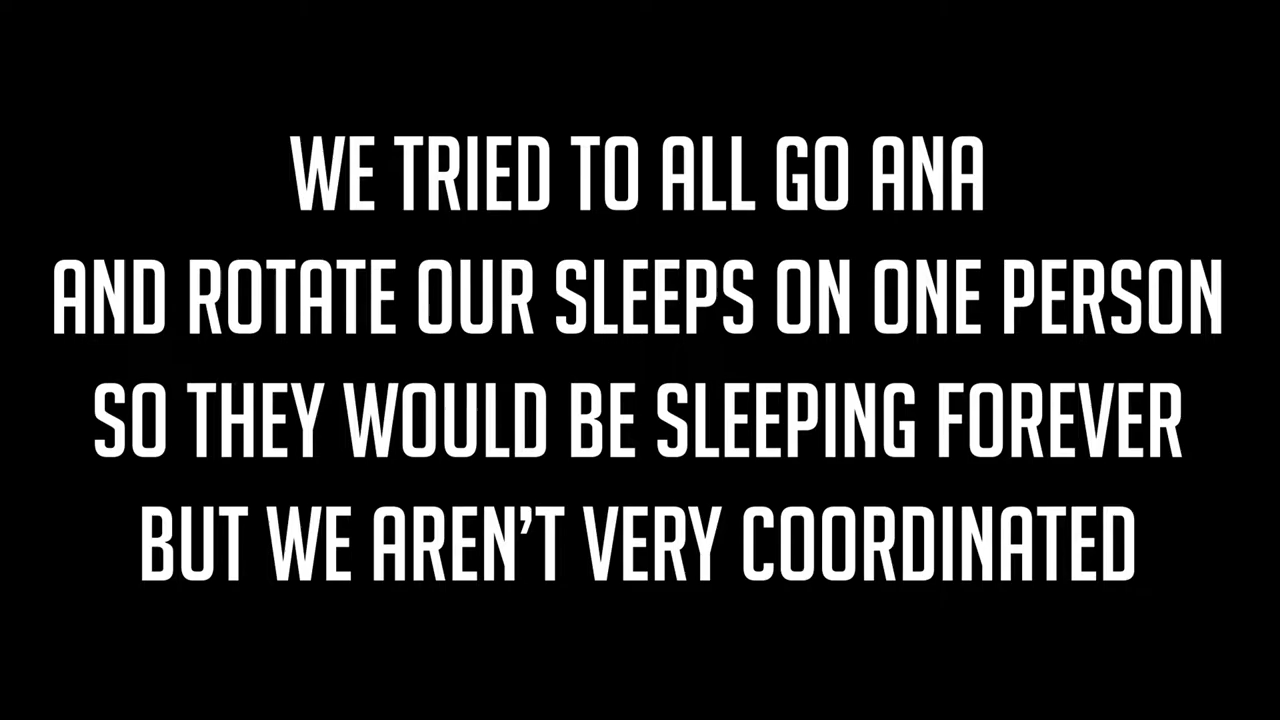 WE TRIED TO ALL GO ANA
AND ROTATE OUR SLEEPS ON ONE PERSON
SO THEY WOULD BE SLEEPING FOREVER
BUT WE AREN'T VERY COORDINATED